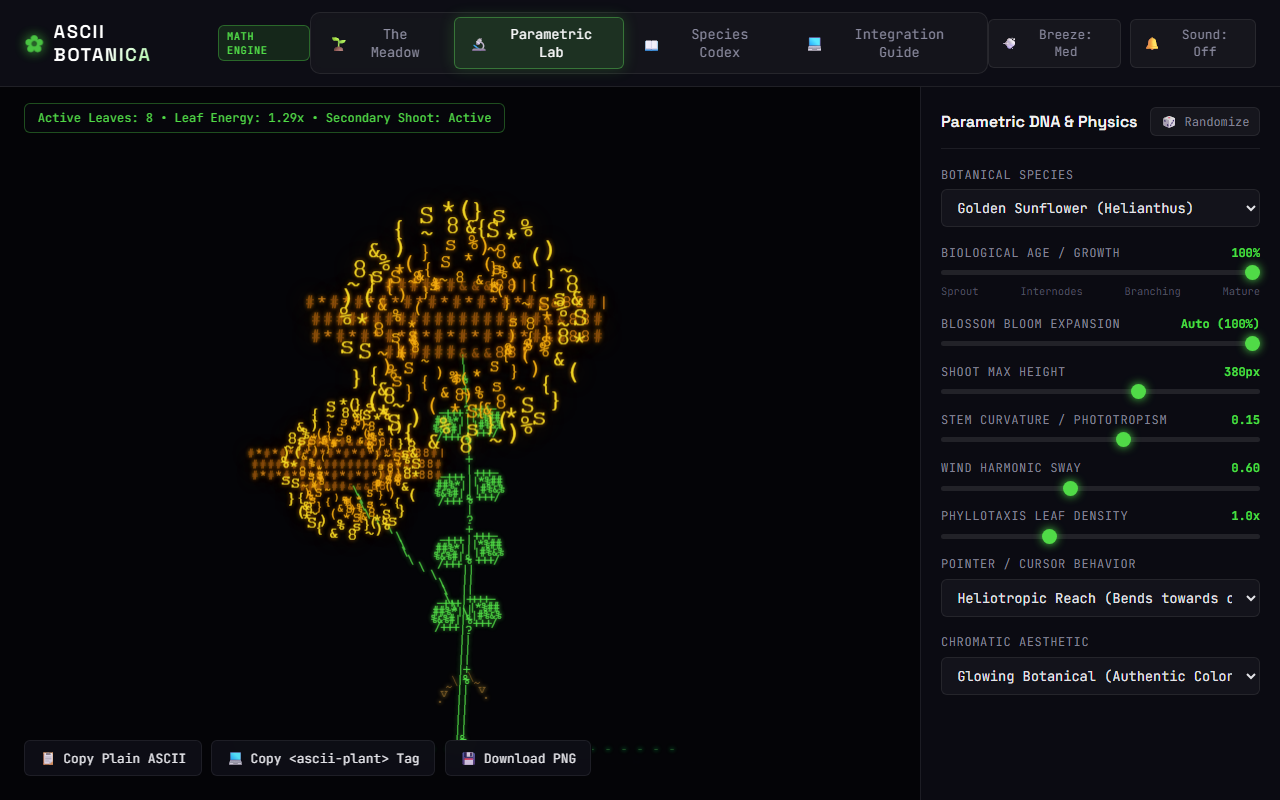 ASCII
BOTANICA
MATH
ENGINE
The
Meadow
Parametric
Lab
Species
Codex
Integration
Guide
Breeze:
Med
Sound:
Off
Active Leaves: 8 • Leaf Energy: 1.29x • Secondary Shoot: Active
Parametric DNA & Physics
Randomize
BOTANICAL SPECIES
Golden Sunflower (Helianthus)
BIOLOGICAL AGE / GROWTH 100%
Sprout Internodes Branching Mature
BLOSSOM BLOOM EXPANSION Auto (100%)
SHOOT MAX HEIGHT 380px
STEM CURVATURE / PHOTOTROPISM 0.15
WIND HARMONIC SWAY 0.60
PHYLLOTAXIS LEAF DENSITY 1.0x
POINTER / CURSOR BEHAVIOR
Heliotropic Reach (Bends towards c
CHROMATIC AESTHETIC
Glowing Botanical (Authentic Color
Copy Plain ASCII
Copy <ascii-plant> Tag
Download PNG